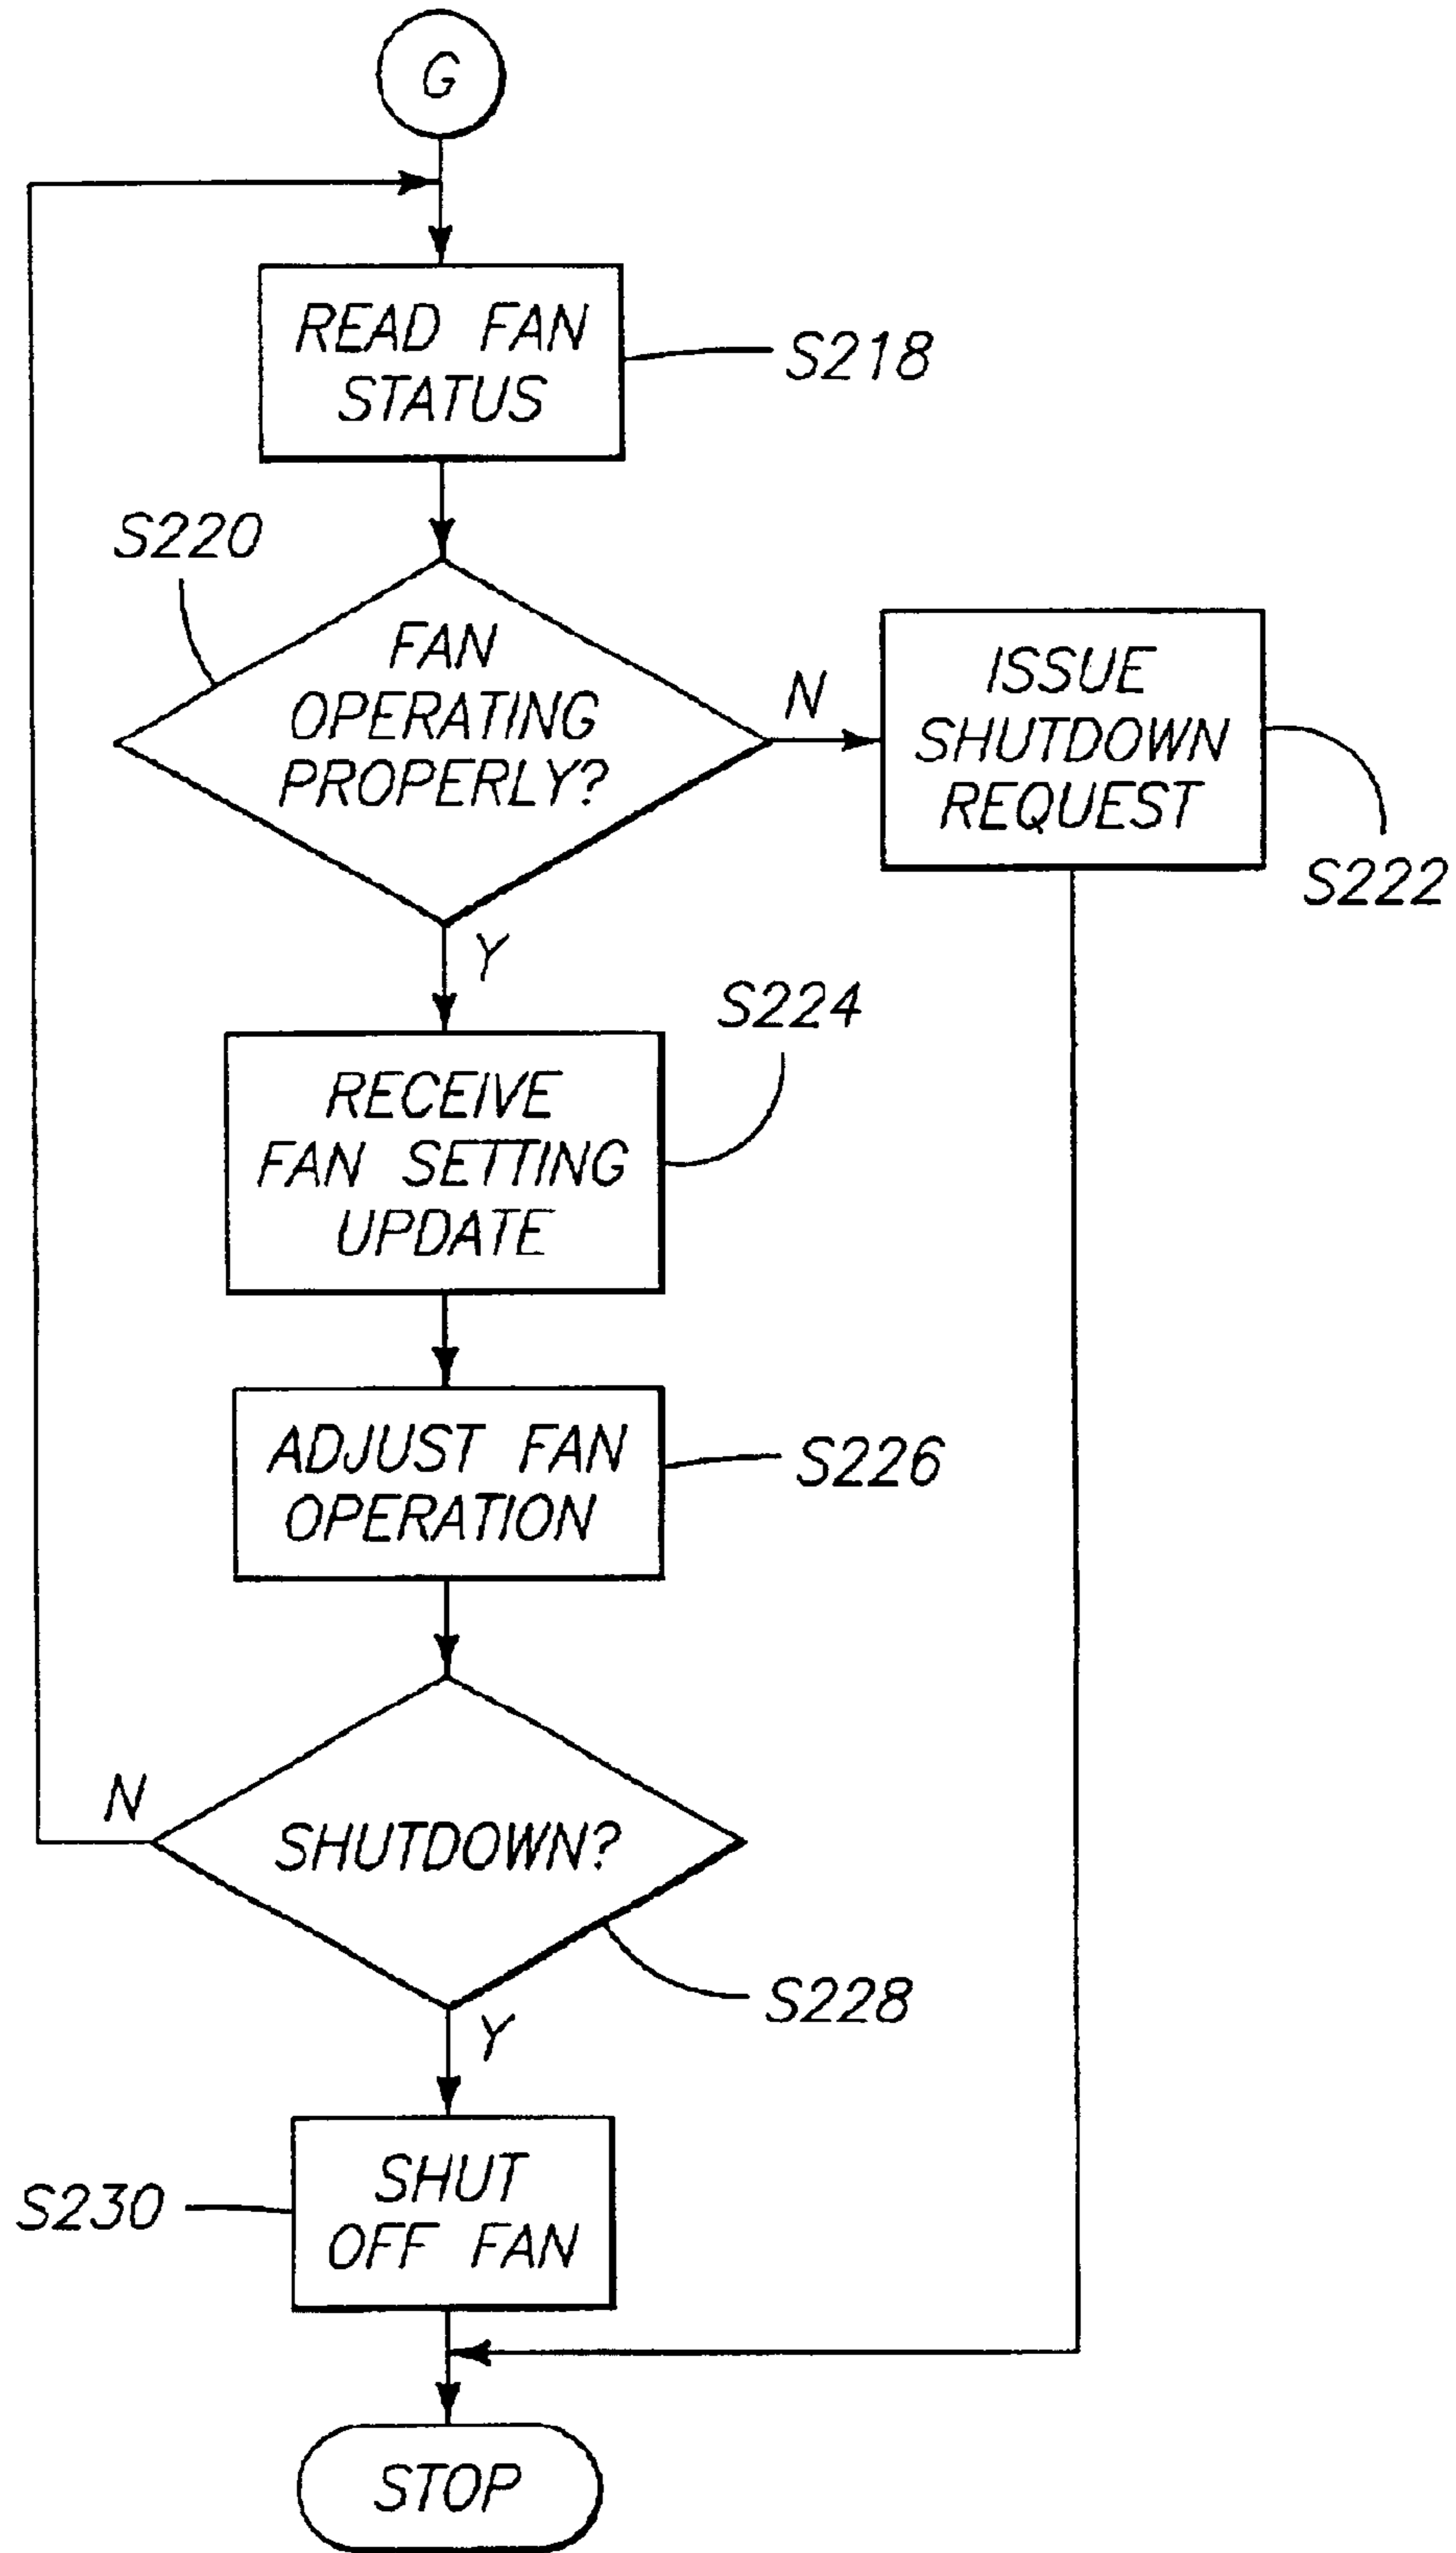 G
READ FAN
STATUS
S218
S220
FAN
OPERATING
PROPERLY?
N
ISSUE
SHUTDOWN
REQUEST
S222
Y
S224
RECEIVE
FAN SETTING
UPDATE
ADJUST FAN
OPERATION
S226
N
SHUTDOWN?
S228
Y
S230
SHUT
OFF FAN
STOP